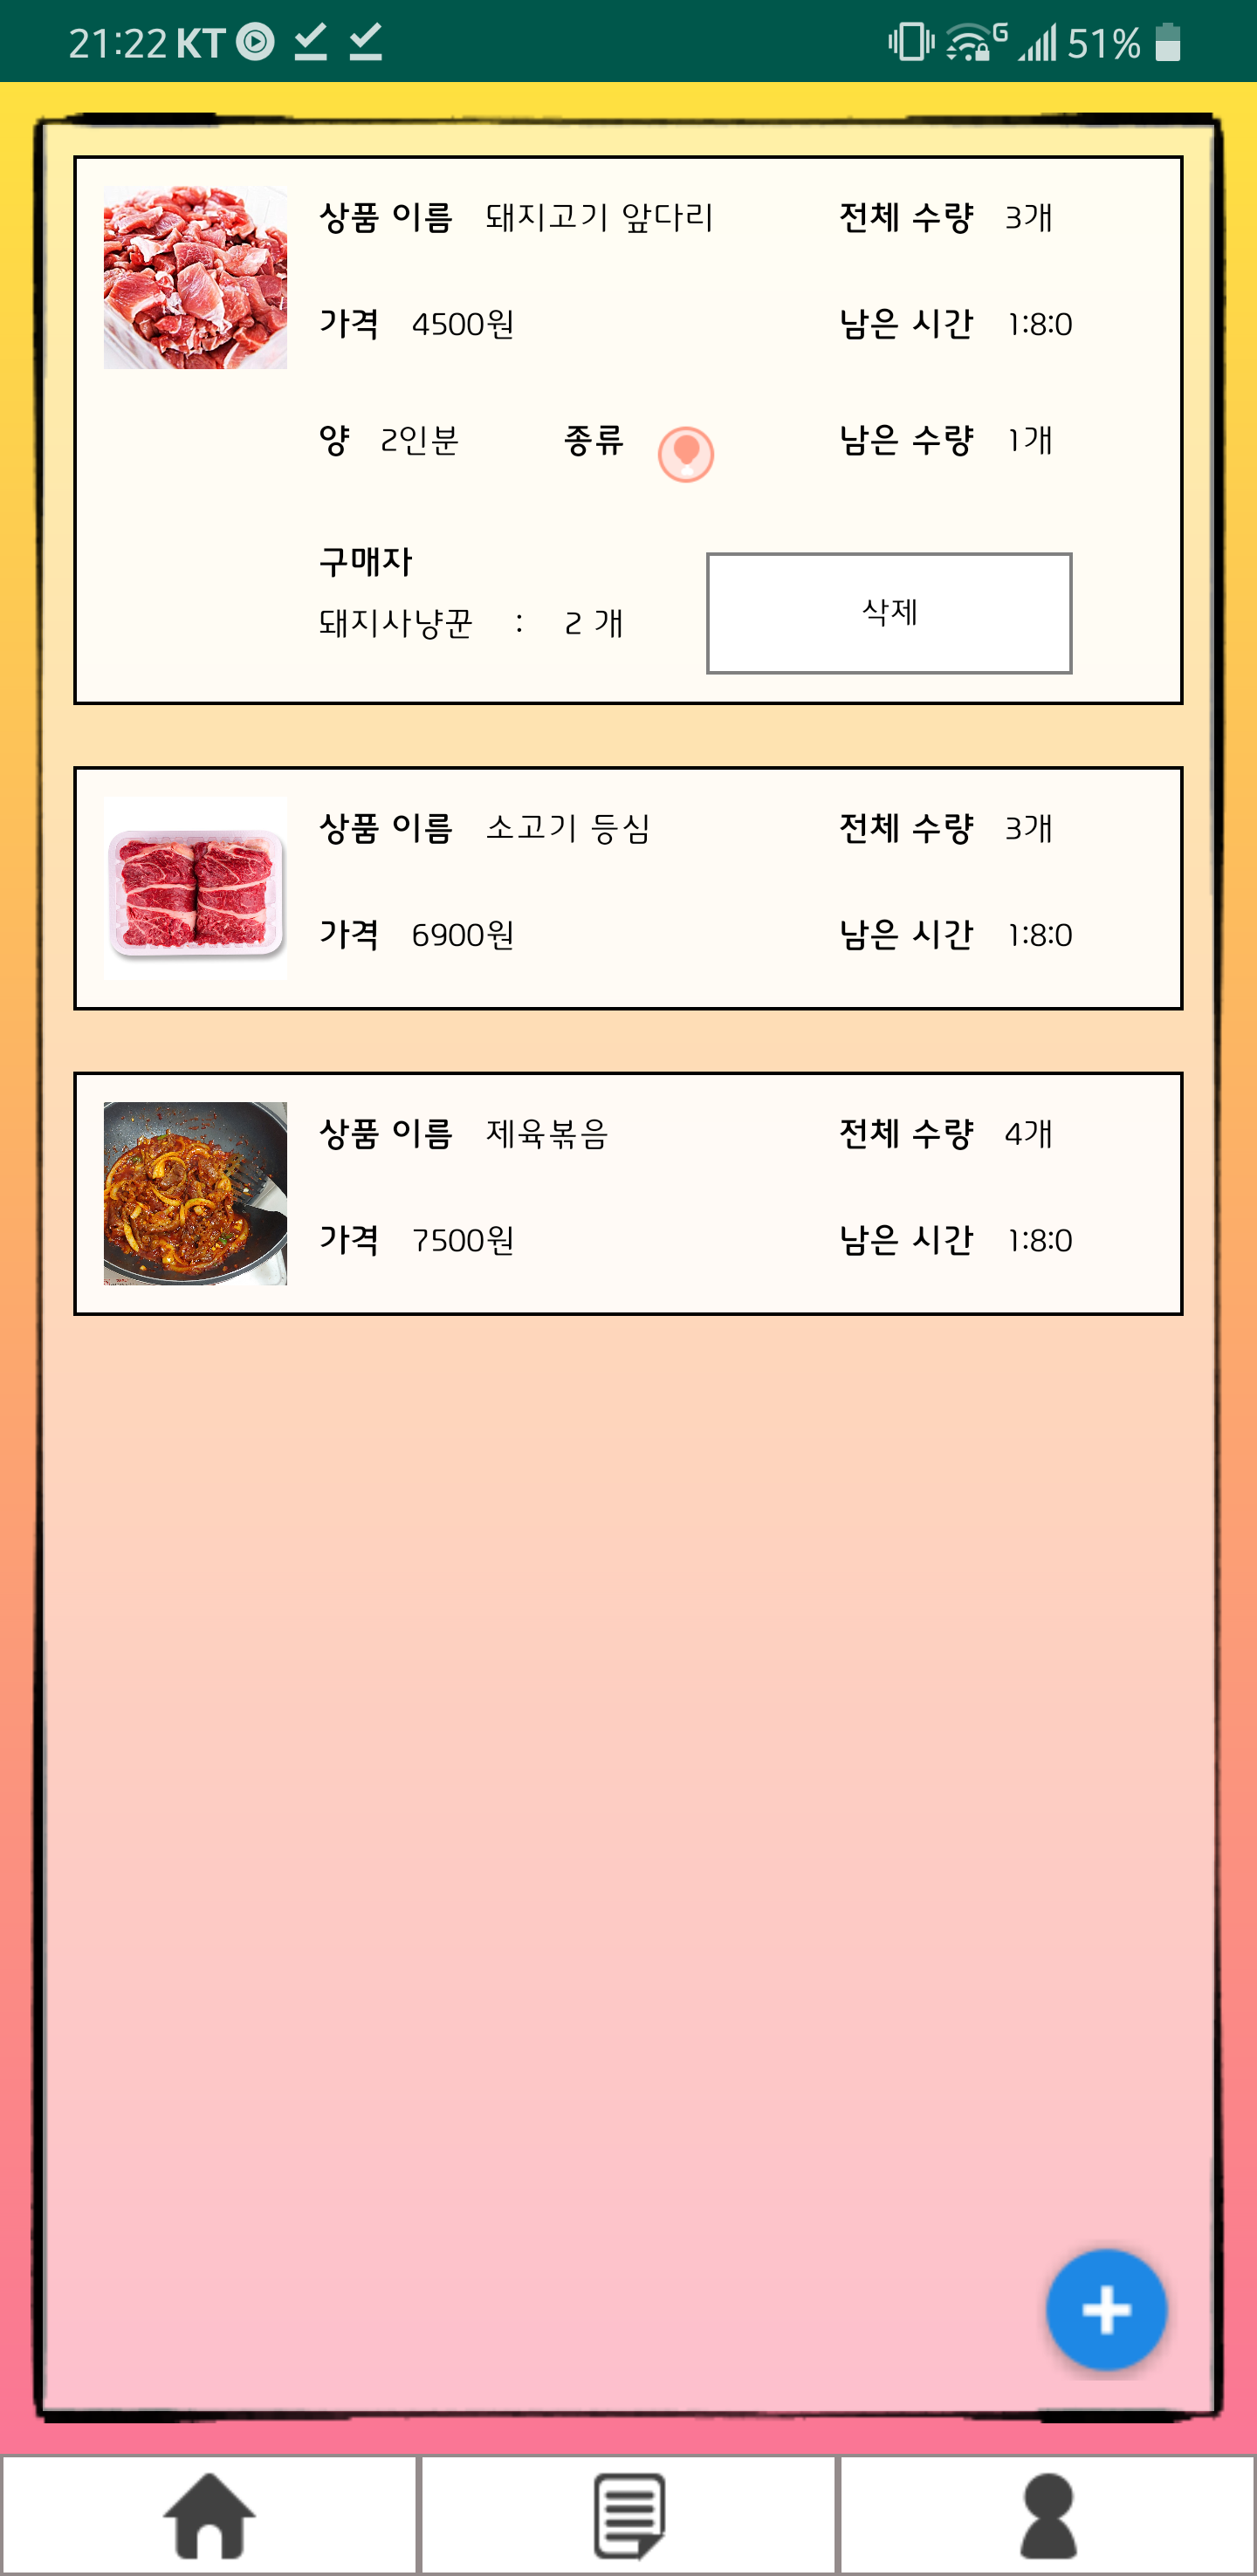 21:22 KT G 51%
상품 이름 돼지고기 앞다리 전체 수량 3개
가격 4500원 남은 시간 1:8:0
양 2인분 종류 남은 수량 1개
구매자
돼지사냥꾼 : 2 개 삭제
상품 이름 소고기 등심 전체 수량 3개
가격 6900원 남은 시간 1:8:0
상품 이름 제육볶음 전체 수량 4개
가격 7500원 남은 시간 1:8:0